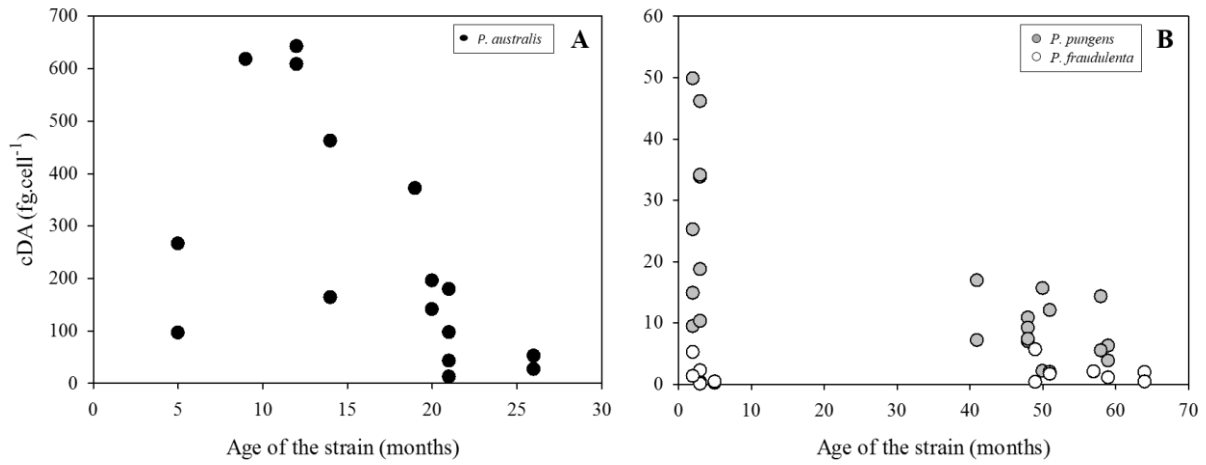 700
600
500
400
300
200
100
0
cDA (fg.cell⁻¹)
P. australis
A
0 5 10 15 20 25 30
Age of the strain (months)
60
50
40
30
20
10
0
P. pungens
P. fraudulenta
B
0 10 20 30 40 50 60 70
Age of the strain (months)